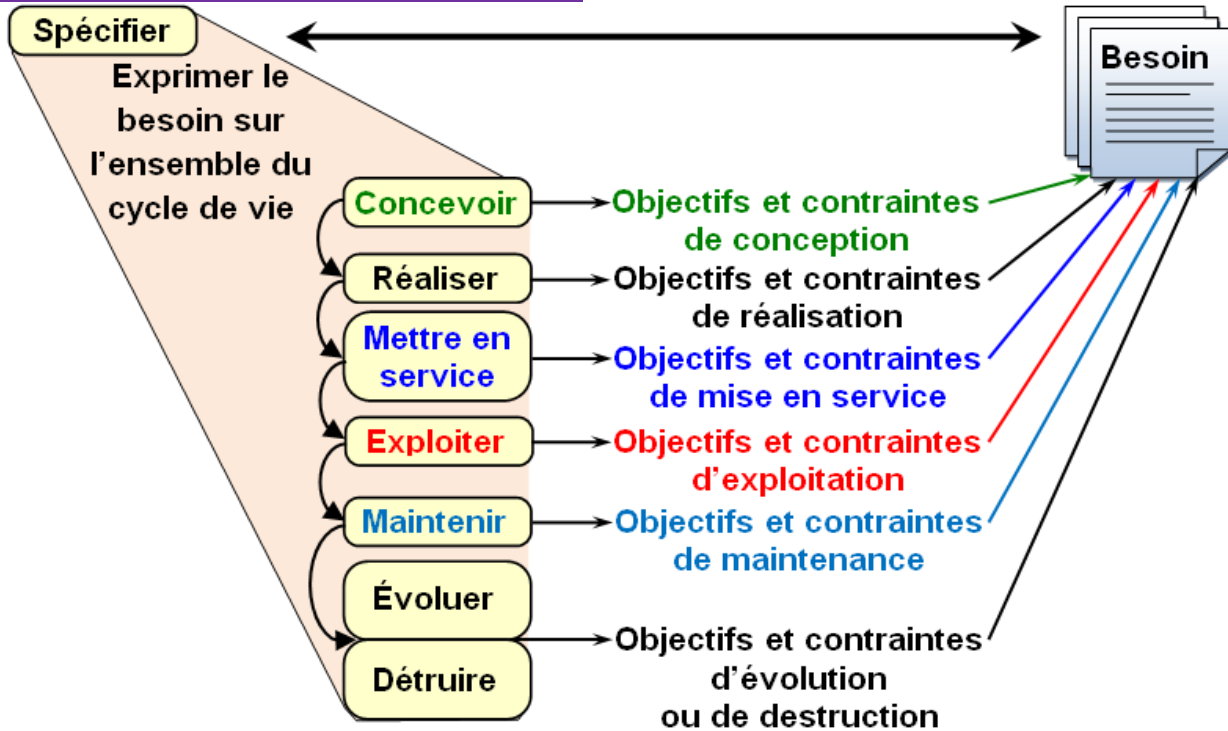 Spécifier
Exprimer le
besoin sur
l'ensemble du
cycle de vie
Besoin
Concevoir
Objectifs et contraintes
de conception
Réaliser
Objectifs et contraintes
de réalisation
Mettre en
service
Objectifs et contraintes
de mise en service
Exploiter
Objectifs et contraintes
d'exploitation
Maintenir
Objectifs et contraintes
de maintenance
Évoluer
Détruire
Objectifs et contraintes
d'évolution
ou de destruction